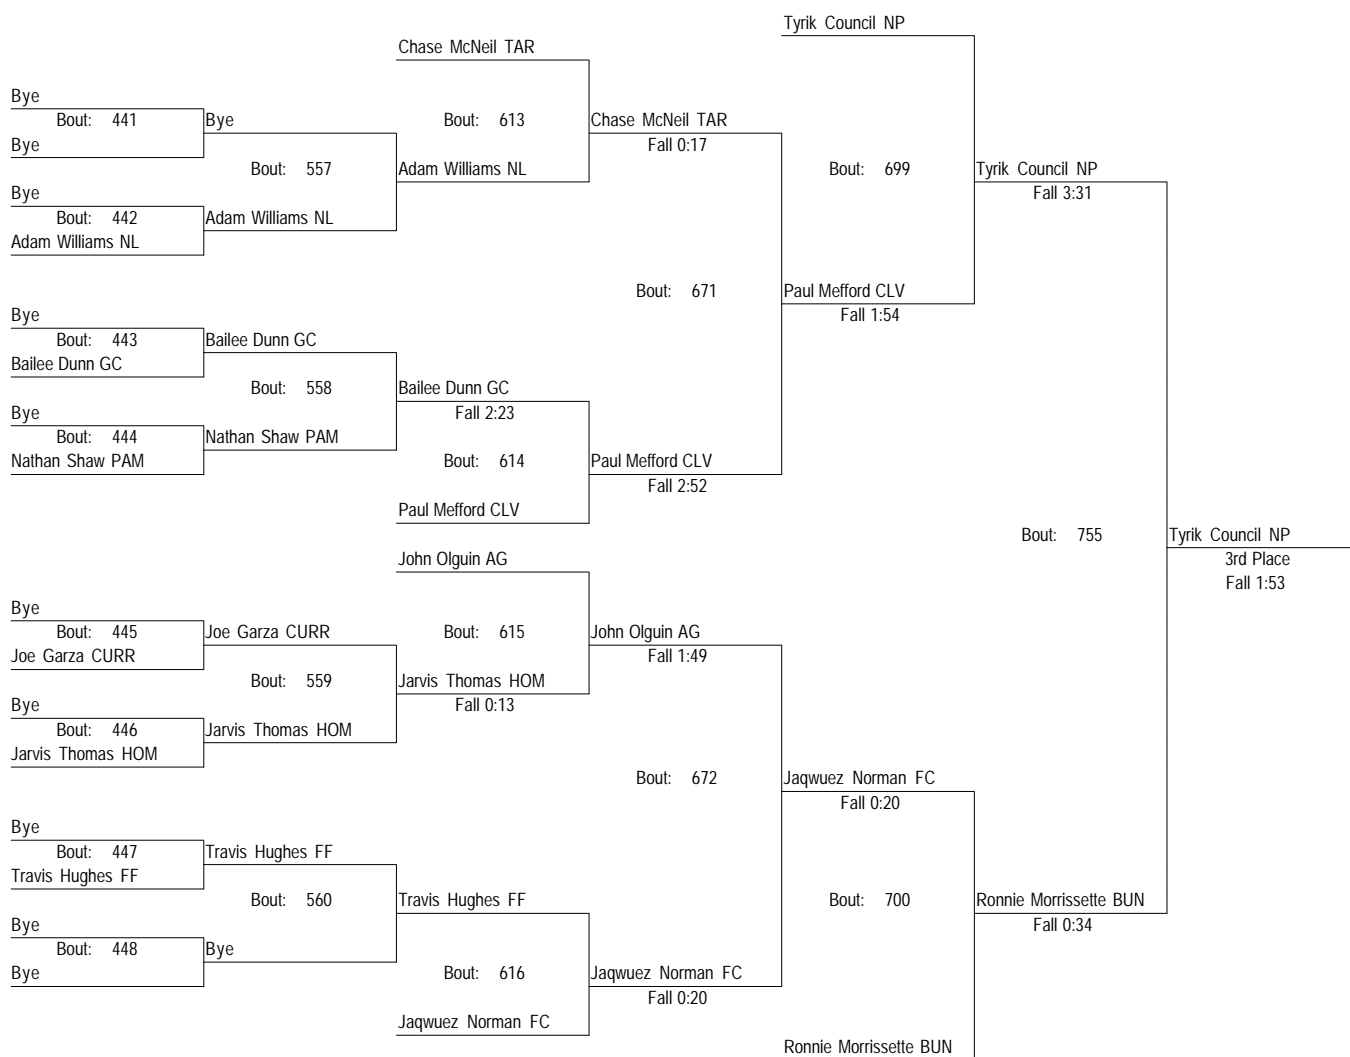 Tyrik Council NP
Chase McNeil TAR
Bye
Bout: 441
Bye
Bout: 613
Chase McNeil TAR
Fall 0:17
Bye
Bout: 557
Adam Williams NL
Bout: 699
Tyrik Council NP
Fall 3:31
Bye
Bout: 442
Adam Williams NL
Adam Williams NL
Bout: 671
Paul Mefford CLV
Fall 1:54
Bye
Bout: 443
Bailee Dunn GC
Bailee Dunn GC
Bout: 558
Bailee Dunn GC
Fall 2:23
Bye
Bout: 444
Nathan Shaw PAM
Nathan Shaw PAM
Bout: 614
Paul Mefford CLV
Fall 2:52
Paul Mefford CLV
Bout: 755
Tyrik Council NP
3rd Place
Fall 1:53
John Olguin AG
Bye
Bout: 445
Joe Garza CURR
Bout: 615
John Olguin AG
Fall 1:49
Joe Garza CURR
Bout: 559
Jarvis Thomas HOM
Fall 0:13
Bye
Bout: 446
Jarvis Thomas HOM
Jarvis Thomas HOM
Bout: 672
Jaqwuez Norman FC
Fall 0:20
Bye
Bout: 447
Travis Hughes FF
Travis Hughes FF
Bout: 560
Travis Hughes FF
Bout: 700
Ronnie Morrissette BUN
Fall 0:34
Bye
Bout: 448
Bye
Bye
Bout: 616
Jaqwuez Norman FC
Fall 0:20
Jaqwuez Norman FC
Ronnie Morrissette BUN